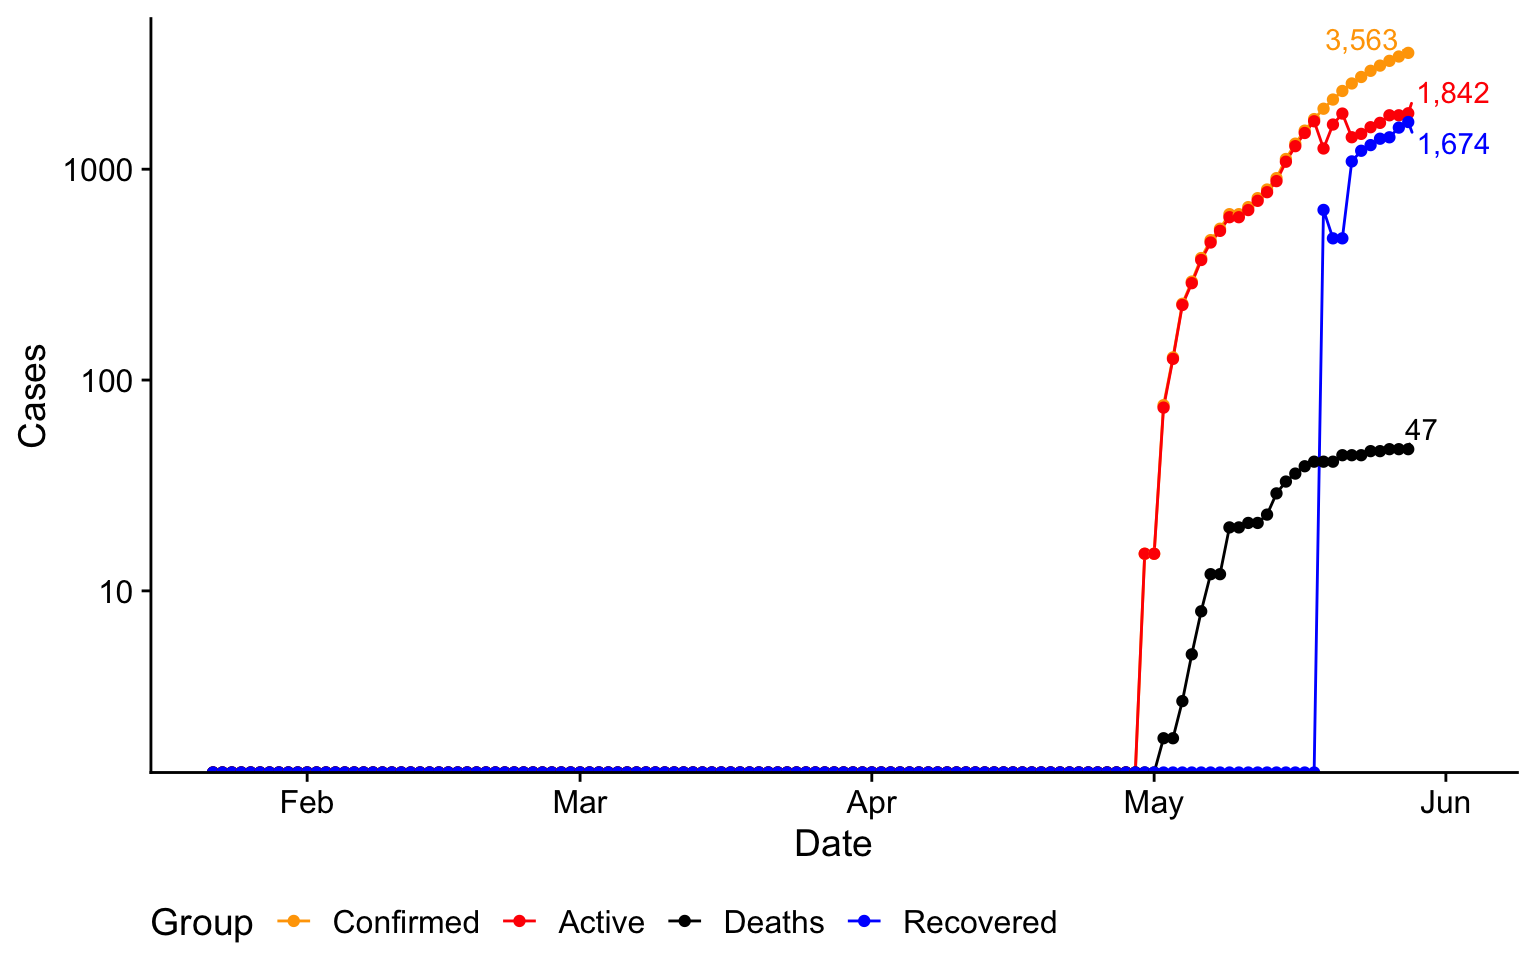 3,563
1,842
1,674
47
1000
100
10
Cases
Feb Mar Apr May Jun
Date
Group Confirmed Active Deaths Recovered